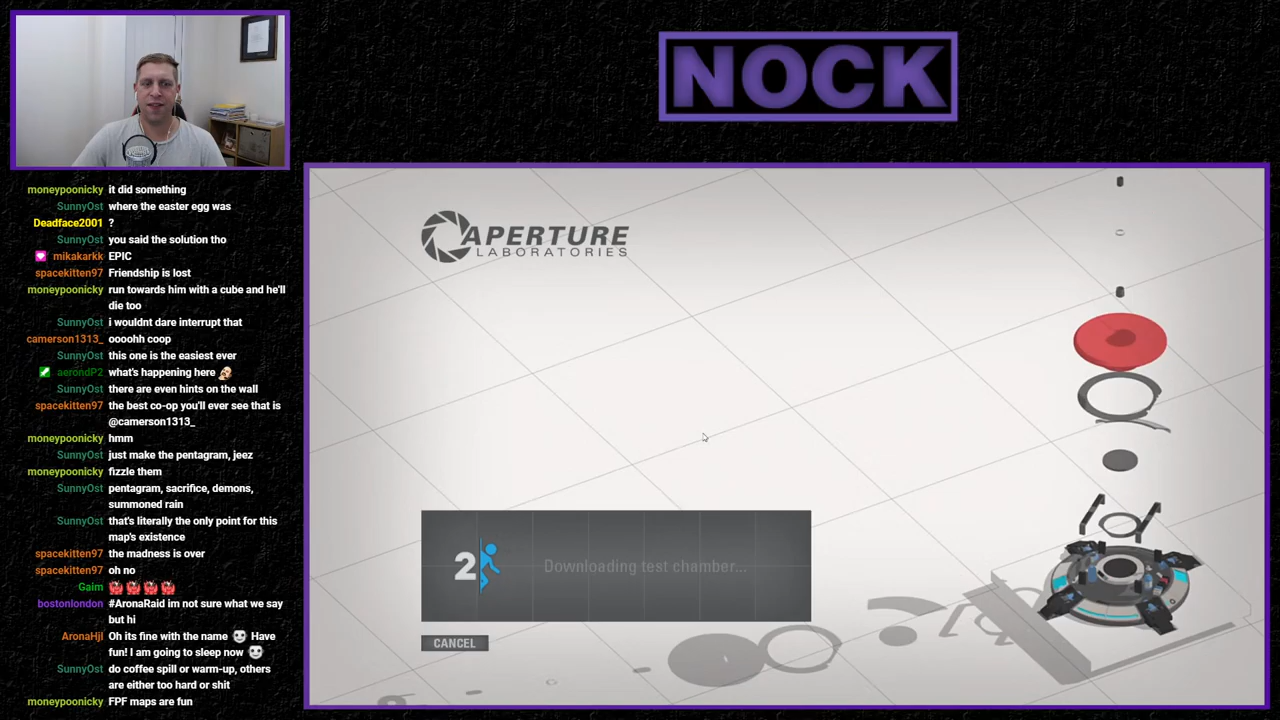 NOCK
moneypoonicky it did something
SunnyOst where the easter egg was
Deadface2001 ?
SunnyOst you said the solution tho
mikakarkk EPIC
spacekitten97 Friendship is lost
moneypoonicky run towards him with a cube and he'll
die too
SunnyOst i wouldnt dare interrupt that
camerson1313_ oooohh coop
SunnyOst this one is the easiest ever
aerondP2 what's happening here
SunnyOst there are even hints on the wall
spacekitten97 the best co-op you'll ever see that is
@camerson1313_
moneypoonicky hmm
SunnyOst just make the pentagram, jeez
moneypoonicky fizzle them
SunnyOst pentagram, sacrifice, demons,
summoned rain
SunnyOst that's literally the only point for this
map's existence
spacekitten97 the madness is over
spacekitten97 oh no
Gaim
bostonlondon #AronaRaid im not sure what we say
but hi
AronaHjl Oh its fine with the name Have
fun! I am going to sleep now
SunnyOst do coffee spill or warm-up, others
are either too hard or shit
moneypoonicky FPF maps are fun
APERTURE
LABORATORIES
2 Downloading test chamber...
CANCEL